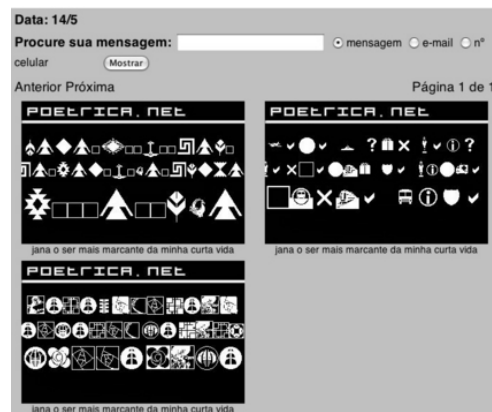 Data: 14/5
Procure sua mensagem: mensagem e-mail nº
celular Mostrar
Anterior Próxima Página 1 de 1
POETRICA. NET
jana o ser mais marcante da minha curta vida
POETRICA. NET
jana o ser mais marcante da minha curta vida
POETRICA. NET
jana o ser mais marcante da minha curta vida